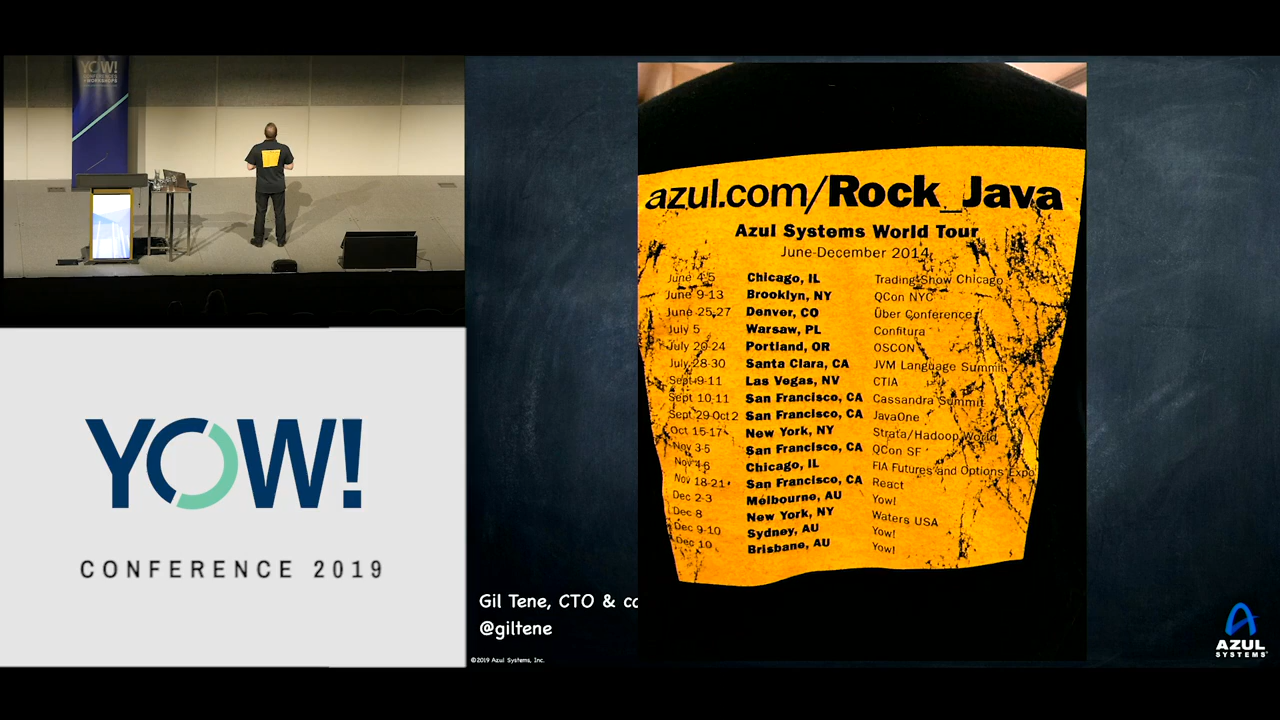 YOW!
CONFERENCES
& WORKSHOPS
YOW!
CONFERENCE 2019
azul.com/Rock_Java
Azul Systems World Tour
June-December 2014
June 4-5 Chicago, IL Trading Show Chicago
June 9-13 Brooklyn, NY QCon NYC
June 25-27 Denver, CO Über Conference
July 5 Warsaw, PL Confitura
July 20-24 Portland, OR OSCON
July 28-30 Santa Clara, CA JVM Language Summit
Sept 9-11 Las Vegas, NV CTIA
Sept 10-11 San Francisco, CA Cassandra Summit
Sept 29-Oct 2 San Francisco, CA JavaOne
Oct 15-17 New York, NY Strata/Hadoop World
Nov 3-5 San Francisco, CA QCon SF
Nov 4-6 Chicago, IL FIA Futures and Options Expo
Nov 18-21 San Francisco, CA React
Dec 2-3 Melbourne, AU Yow!
Dec 8 New York, NY Waters USA
Dec 9-10 Sydney, AU Yow!
Dec 10 Brisbane, AU Yow!
Gil Tene, CTO & co
@giltene
©2019 Azul Systems, Inc.
AZUL
SYSTEMS